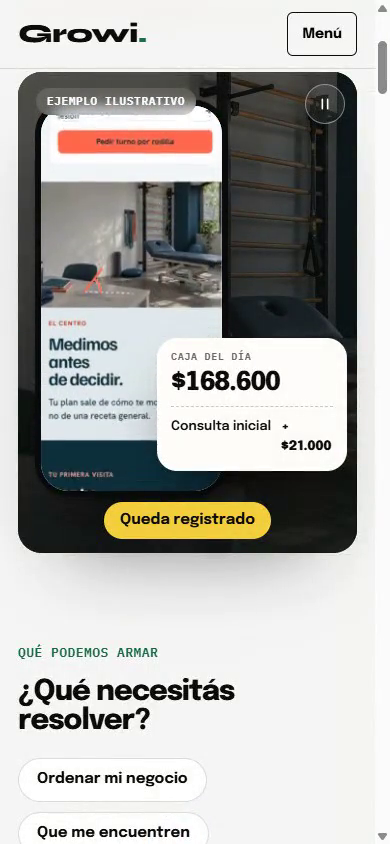 Growi.
Menú
EJEMPLO ILUSTRATIVO
Pedir turno por rodilla
EL CENTRO
Medimos
antes
de decidir.
Tu plan sale de cómo te
no de una receta general.
CAJA DEL DÍA
$168.600
Consulta inicial +
$21.000
TU PRIMERA VISITA
Queda registrado
QUÉ PODEMOS ARMAR
¿Qué necesitás
resolver?
Ordenar mi negocio
Que me encuentren